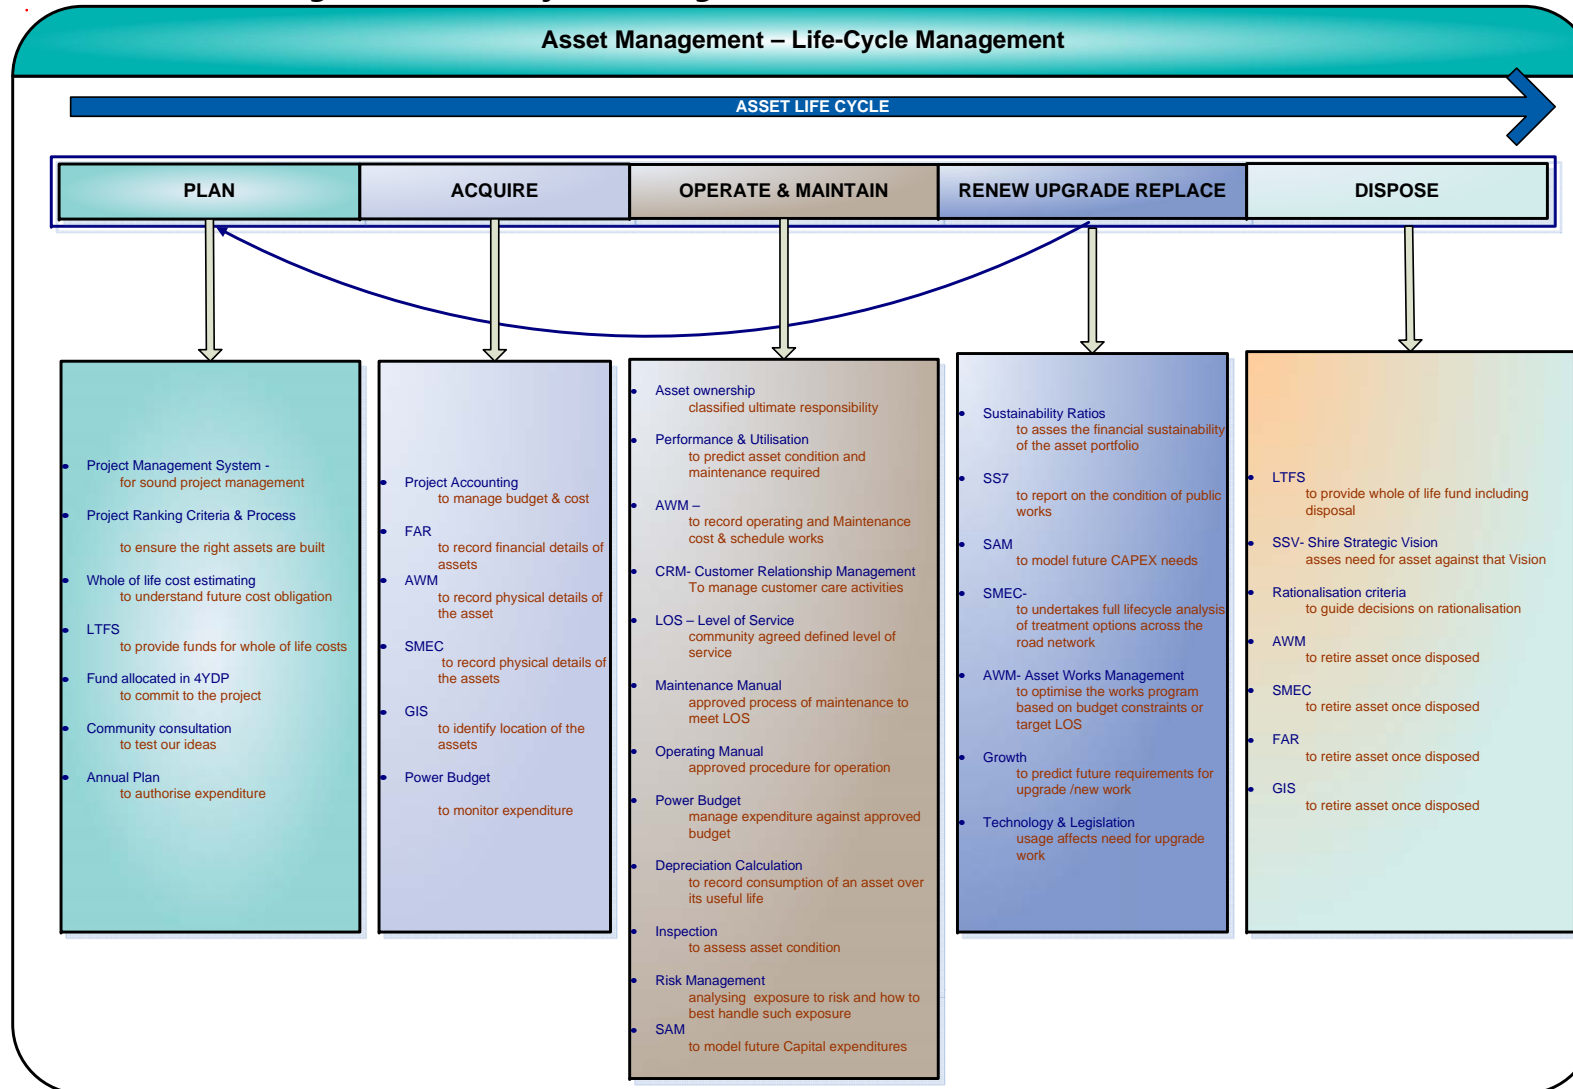 Asset Management – Life-Cycle Management
ASSET LIFE CYCLE
PLAN
ACQUIRE
OPERATE & MAINTAIN
RENEW UPGRADE REPLACE
DISPOSE
• Project Management System -
for sound project management
• Project Ranking Criteria & Process
to ensure the right assets are built
• Whole of life cost estimating
to understand future cost obligation
• LTFS
to provide funds for whole of life costs
• Fund allocated in 4YDP
to commit to the project
• Community consultation
to test our ideas
• Annual Plan
to authorise expenditure
• Project Accounting
to manage budget & cost
• FAR
to record financial details of
assets
• AWM
to record physical details of
the asset
• SMEC
to record physical details of
the assets
• GIS
to identify location of the
assets
• Power Budget
to monitor expenditure
• Asset ownership
classified ultimate responsibility
• Performance & Utilisation
to predict asset condition and
maintenance required
• AWM –
to record operating and Maintenance
cost & schedule works
• CRM- Customer Relationship Management
To manage customer care activities
• LOS – Level of Service
community agreed defined level of
service
• Maintenance Manual
approved process of maintenance to
meet LOS
• Operating Manual
approved procedure for operation
• Power Budget
manage expenditure against approved
budget
• Depreciation Calculation
to record consumption of an asset over
its useful life
• Inspection
to assess asset condition
• Risk Management
analysing exposure to risk and how to
best handle such exposure
• SAM
to model future Capital expenditures
• Sustainability Ratios
to asses the financial sustainability
of the asset portfolio
• SS7
to report on the condition of public
works
• SAM
to model future CAPEX needs
• SMEC-
to undertakes full lifecycle analysis
of treatment options across the
road network
• AWM- Asset Works Management
to optimise the works program
based on budget constraints or
target LOS
• Growth
to predict future requirements for
upgrade /new work
• Technology & Legislation
usage affects need for upgrade
work
• LTFS
to provide whole of life fund including
disposal
• SSV- Shire Strategic Vision
asses need for asset against that Vision
• Rationalisation criteria
to guide decisions on rationalisation
• AWM
to retire asset once disposed
• SMEC
to retire asset once disposed
• FAR
to retire asset once disposed
• GIS
to retire asset once disposed